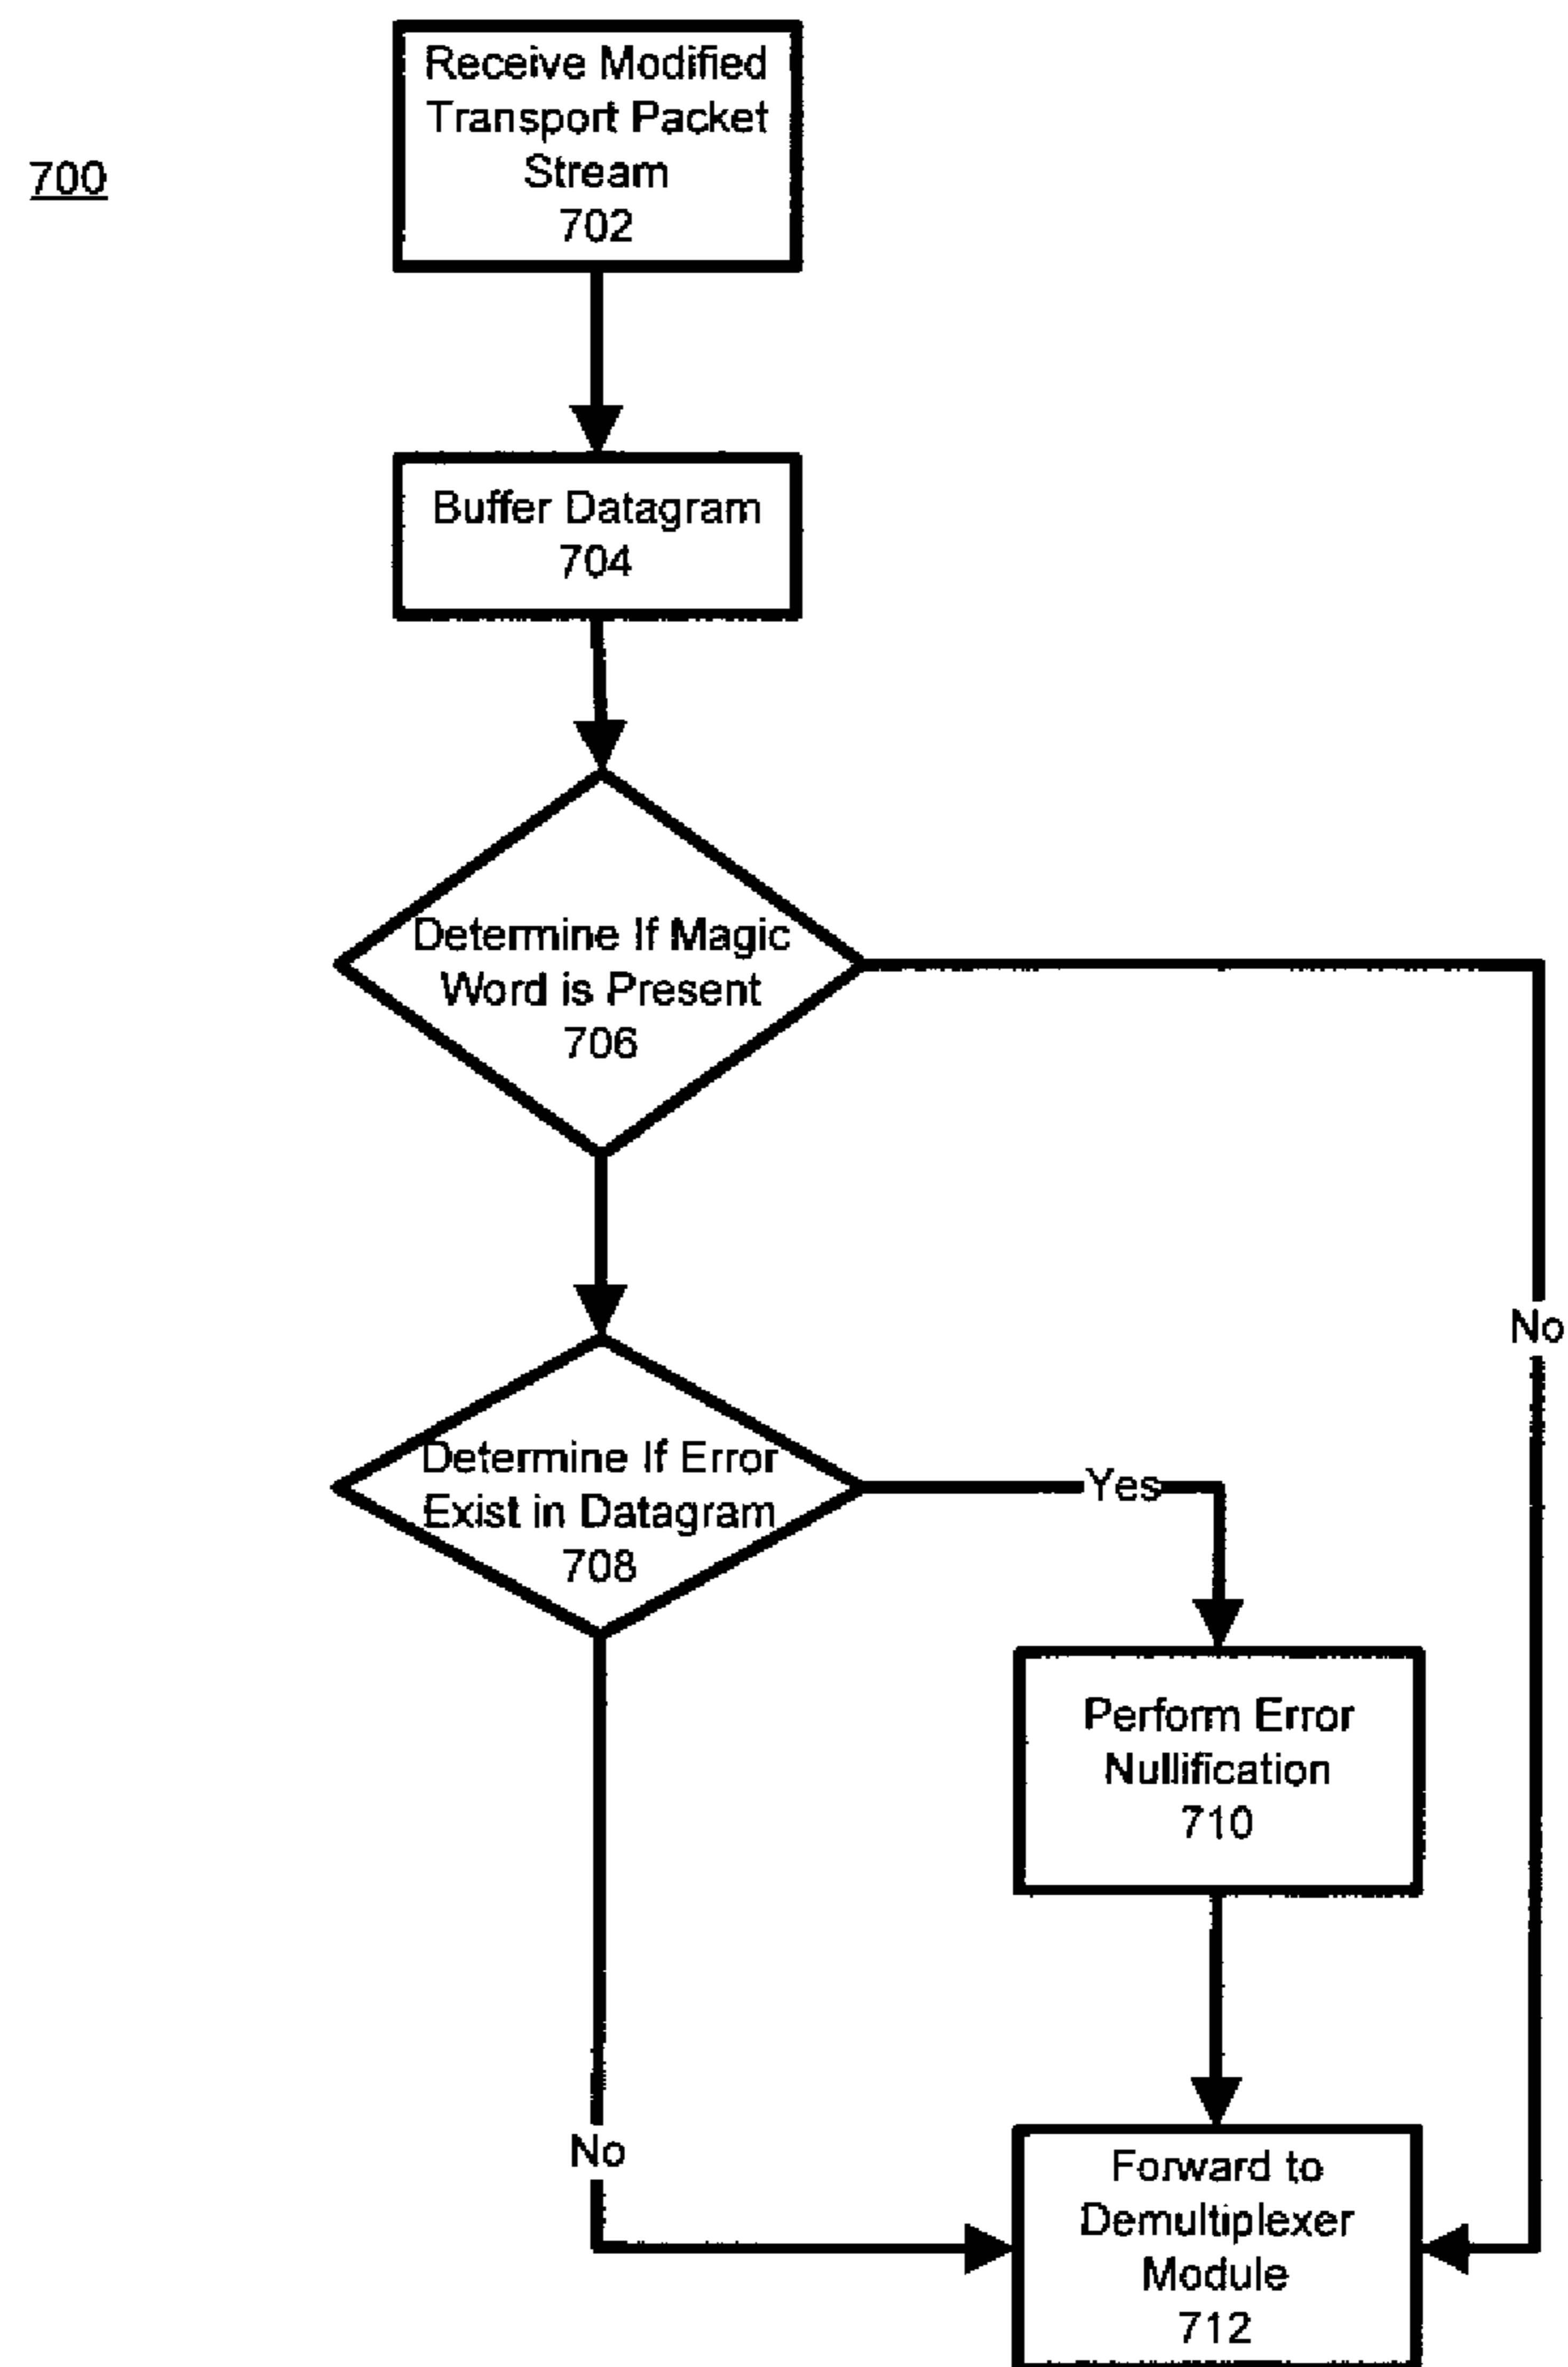 700
Receive Modified
Transport Packet
Stream
702
Buffer Datagram
704
Determine If Magic
Word is Present
706
No
Determine If Error
Exist in Datagram
708
Yes
Perform Error
Nullification
710
No
Forward to
Demultiplexer
Module
712